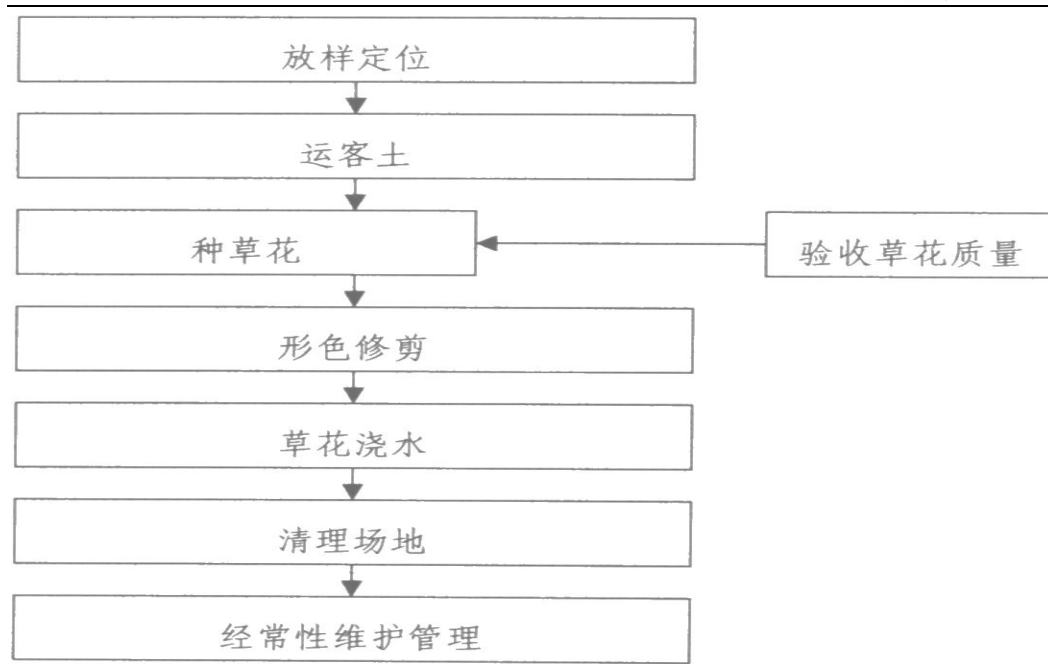 放样定位
运客土
种草花
验收草花质量
形色修剪
草花浇水
清理场地
经常性维护管理